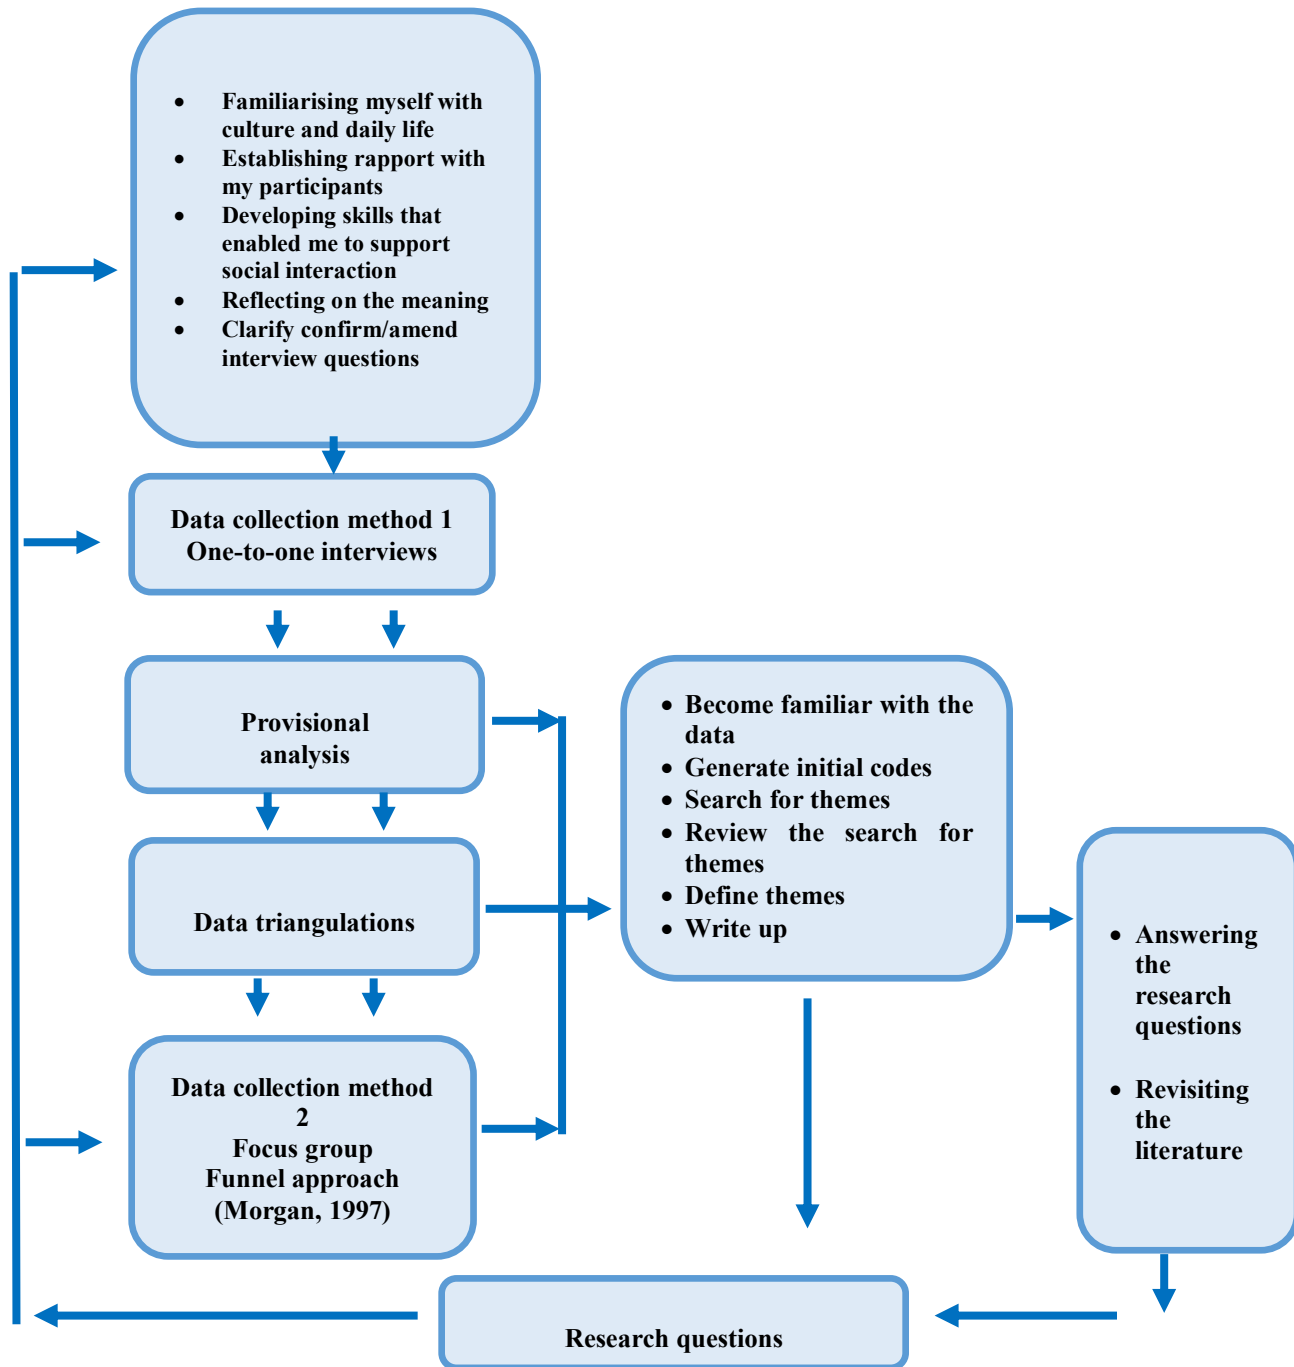 • Familiarising myself with
culture and daily life
• Establishing rapport with
my participants
• Developing skills that
enabled me to support
social interaction
• Reflecting on the meaning
• Clarify confirm/amend
interview questions
Data collection method 1
One-to-one interviews
Provisional
analysis
Data triangulations
Data collection method
2
Focus group
Funnel approach
(Morgan, 1997)
• Become familiar with the
data
• Generate initial codes
• Search for themes
• Review the search for
themes
• Define themes
• Write up
• Answering
the
research
questions
• Revisiting
the
literature
Research questions